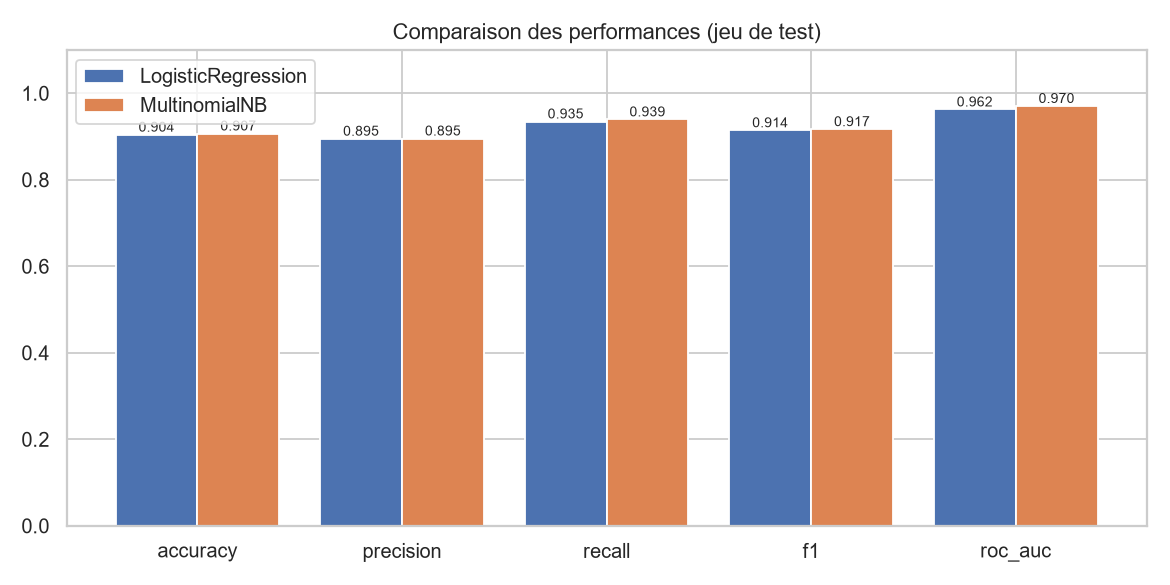 Comparaison des performances (jeu de test)
LogisticRegression
MultinomialNB
1.0
0.8
0.6
0.4
0.2
0.0
0.904
0.907
0.895
0.895
0.935
0.939
0.914
0.917
0.962
0.970
accuracy
precision
recall
f1
roc_auc